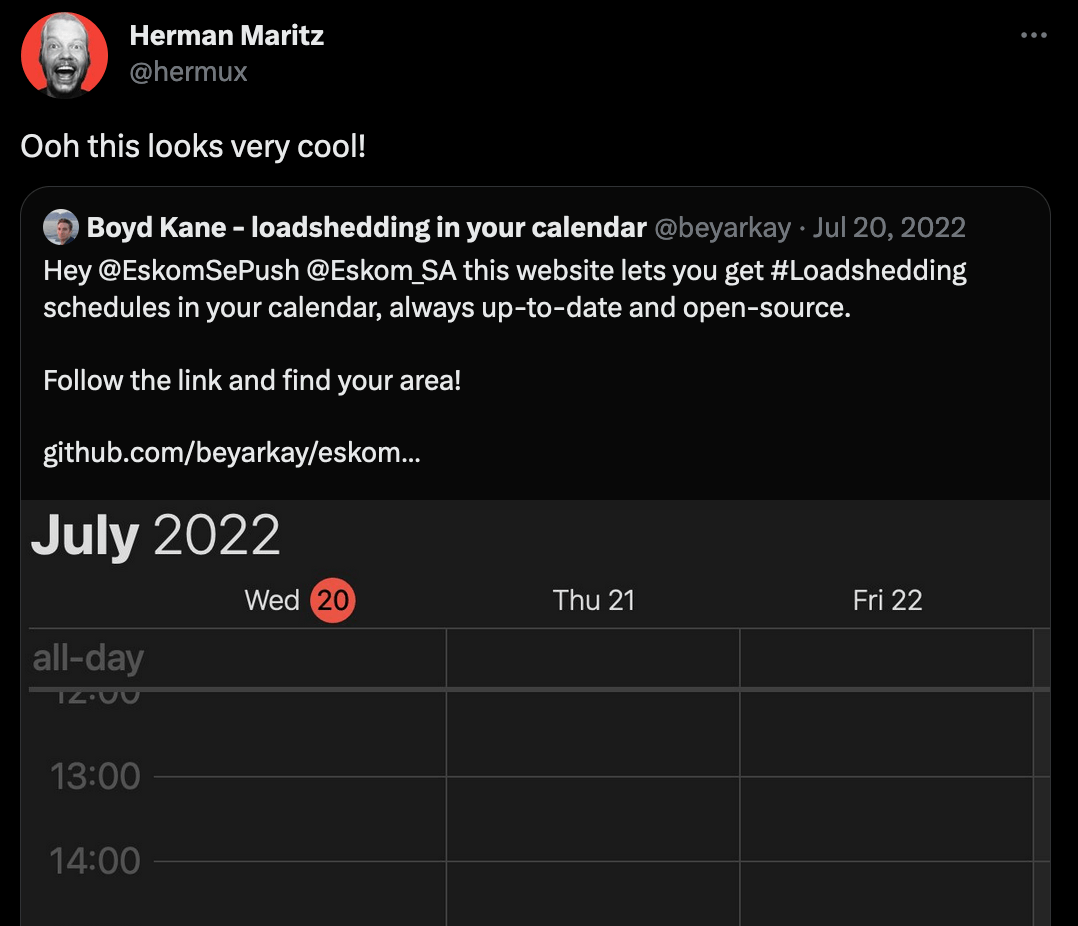 Herman Maritz
@hermux
Ooh this looks very cool!
Boyd Kane - loadshedding in your calendar @beyarkay · Jul 20, 2022
Hey @EskomSePush @Eskom_SA this website lets you get #Loadshedding
schedules in your calendar, always up-to-date and open-source.
Follow the link and find your area!
github.com/beyarkay/eskom...
July 2022
Wed 20 Thu 21 Fri 22
all-day
12:00
13:00
14:00